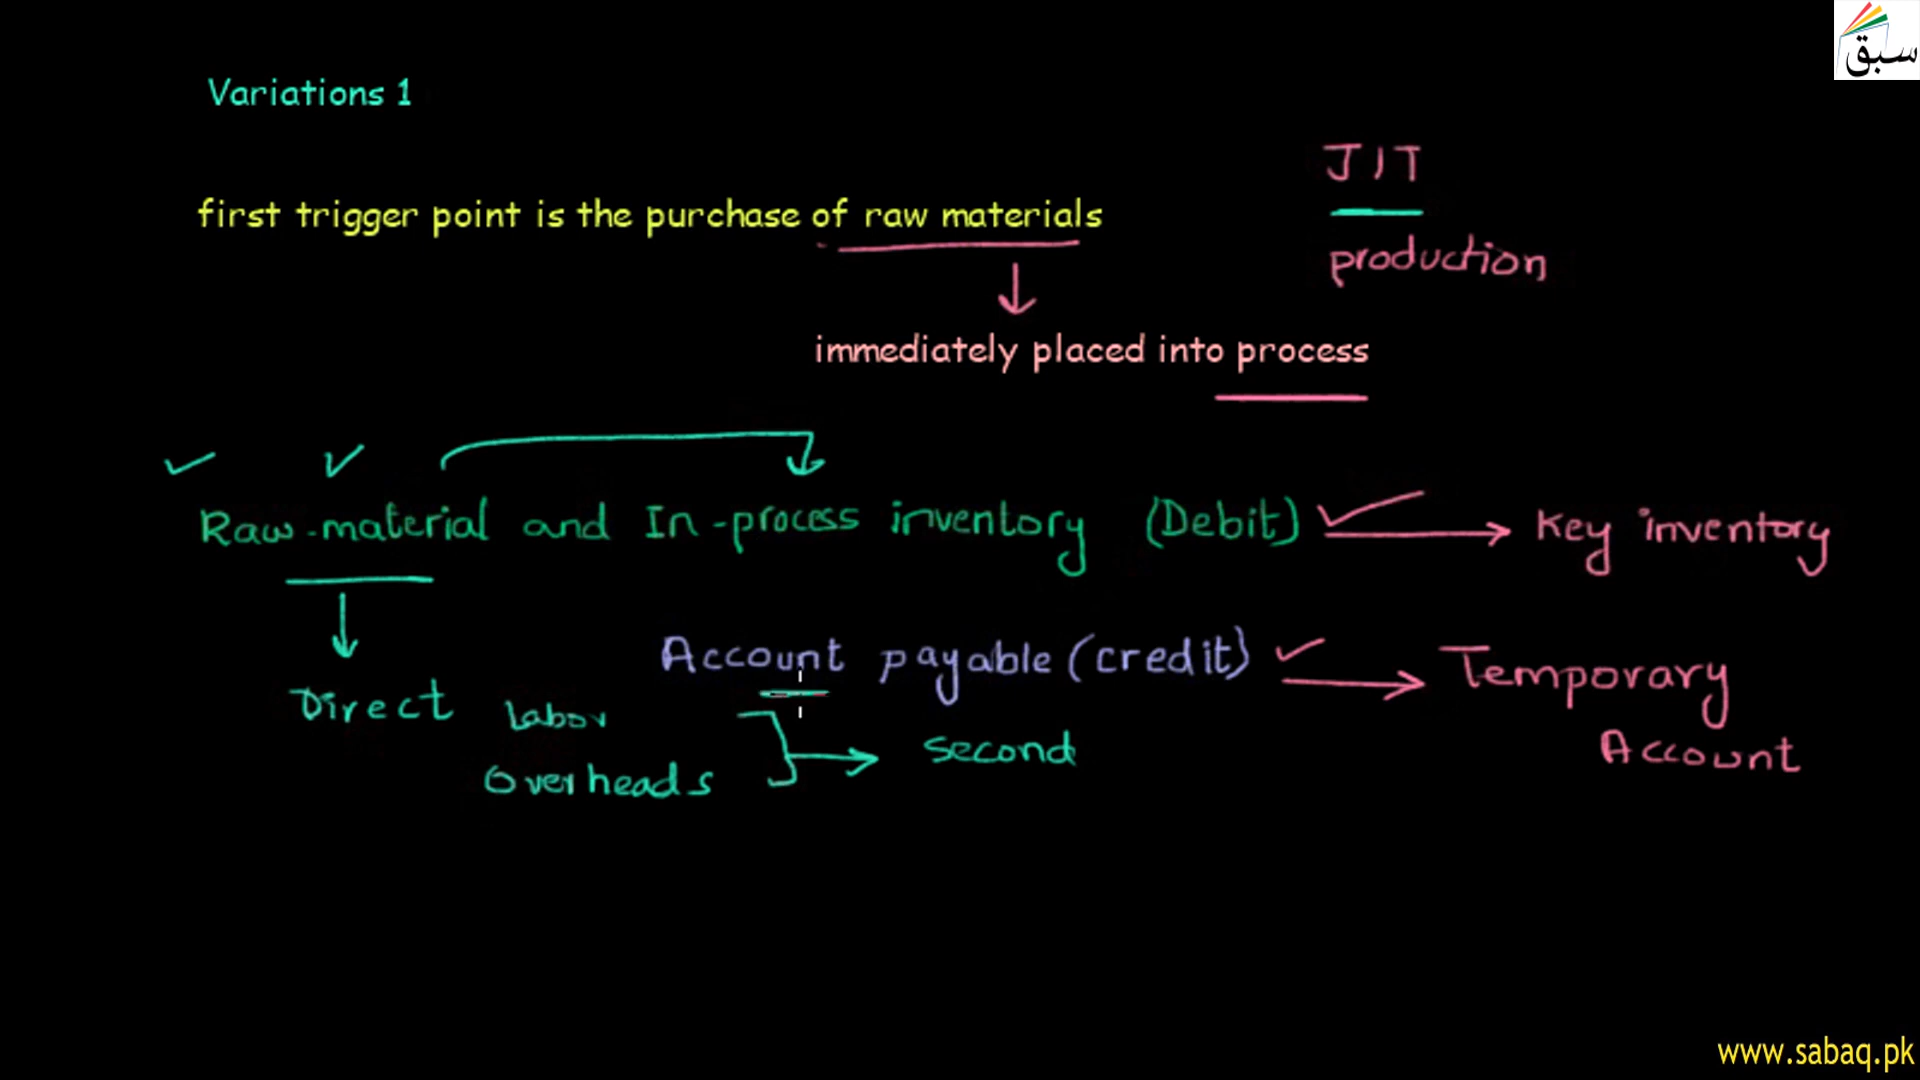 سبق
Variations 1
JIT
production
first trigger point is the purchase of raw materials
immediately placed into process
Raw-material and In-process inventory (Debit) Key inventory
Account payable (credit) Temporary
Account
Direct Labor
Overheads
second
www.sabaq.pk